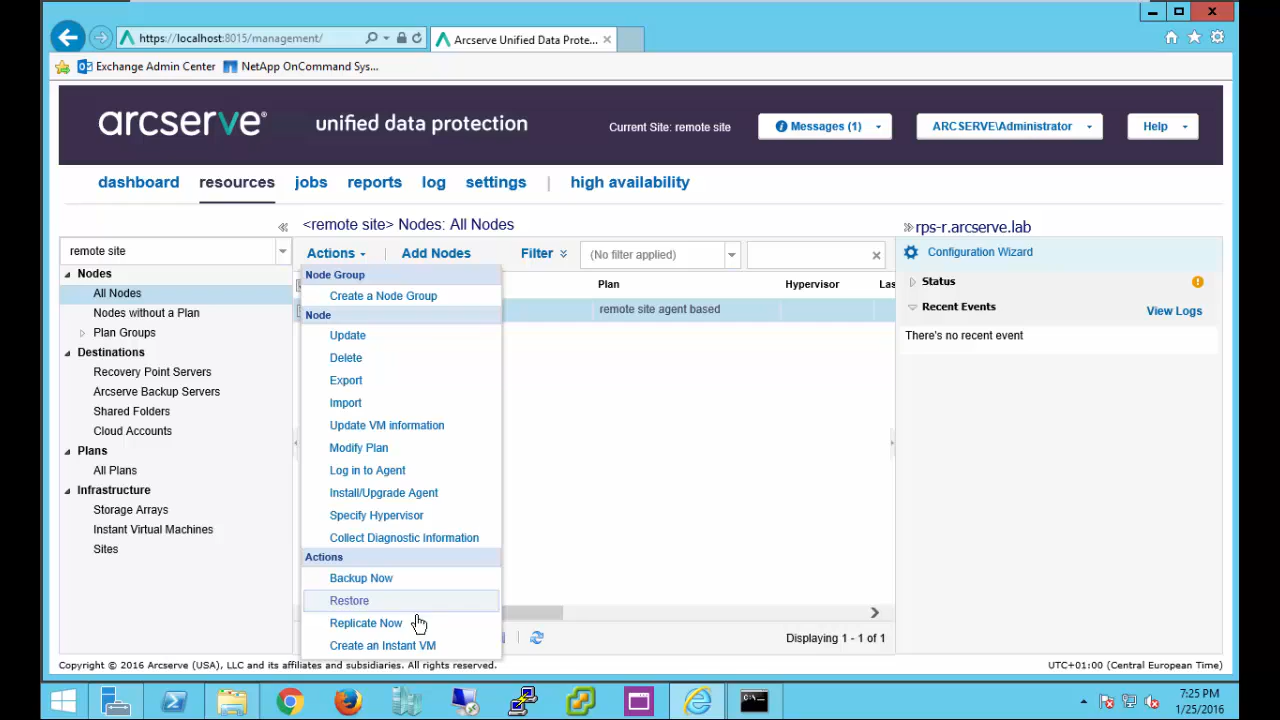 https://localhost:8015/management/
Arcserve Unified Data Prote...
Exchange Admin Center
NetApp OnCommand Sys...
arcserve®
unified data protection
Current Site: remote site
Messages (1)
ARCSERVE\Administrator
Help
dashboard
resources
jobs
reports
log
settings
high availability
remote site
Nodes
All Nodes
Nodes without a Plan
Plan Groups
Destinations
Recovery Point Servers
Arcserve Backup Servers
Shared Folders
Cloud Accounts
Plans
All Plans
Infrastructure
Storage Arrays
Instant Virtual Machines
Sites
<remote site> Nodes: All Nodes
Actions
Add Nodes
Filter
(No filter applied)
Node Group
Create a Node Group
Node
Update
Delete
Export
Import
Update VM information
Modify Plan
Log in to Agent
Install/Upgrade Agent
Specify Hypervisor
Collect Diagnostic Information
Actions
Backup Now
Restore
Replicate Now
Create an Instant VM
Plan
Hypervisor
Las
remote site agent based
Displaying 1 - 1 of 1
rps-r.arcserve.lab
Configuration Wizard
Status
Recent Events
View Logs
There's no recent event
Copyright © 2016 Arcserve (USA), LLC and its affiliates and subsidiaries. All rights reserved.
UTC+01:00 (Central European Time)
7:25 PM
1/25/2016